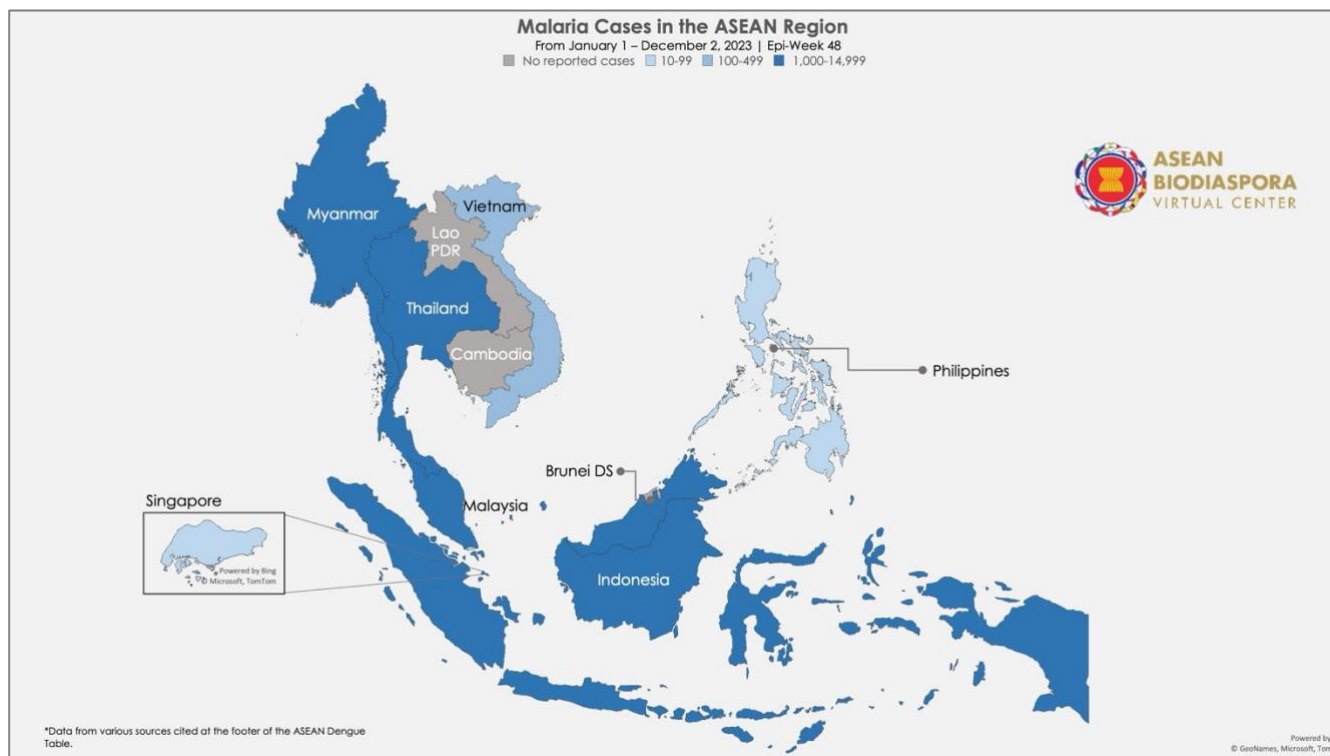 Malaria Cases in the ASEAN Region
From January 1 – December 2, 2023 | Epi-Week 48
No reported cases 10-99 100-499 1,000-14,999
ASEAN
BIODIASPORA
VIRTUAL CENTER
Myanmar
Vietnam
Lao
PDR
Thailand
Cambodia
Philippines
Brunei DS
Singapore
Malaysia
Powered by Bing
© Microsoft, TomTom
Indonesia
*Data from various sources cited at the footer of the ASEAN Dengue
Table.
Powered by
© GeoNames, Microsoft, Tom